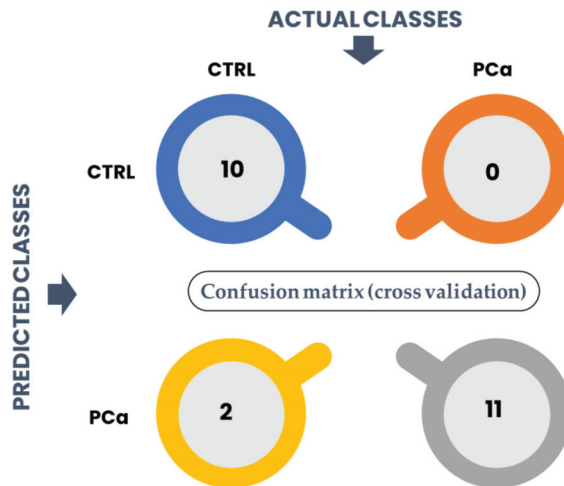 ACTUAL CLASSES
CTRL
PCa
CTRL
10
0
PREDICTED CLASSES
Confusion matrix (cross validation)
PCa
2
11